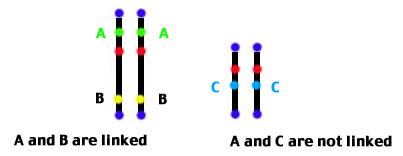 A A
C C
B B
A and B are linked
A and C are not linked